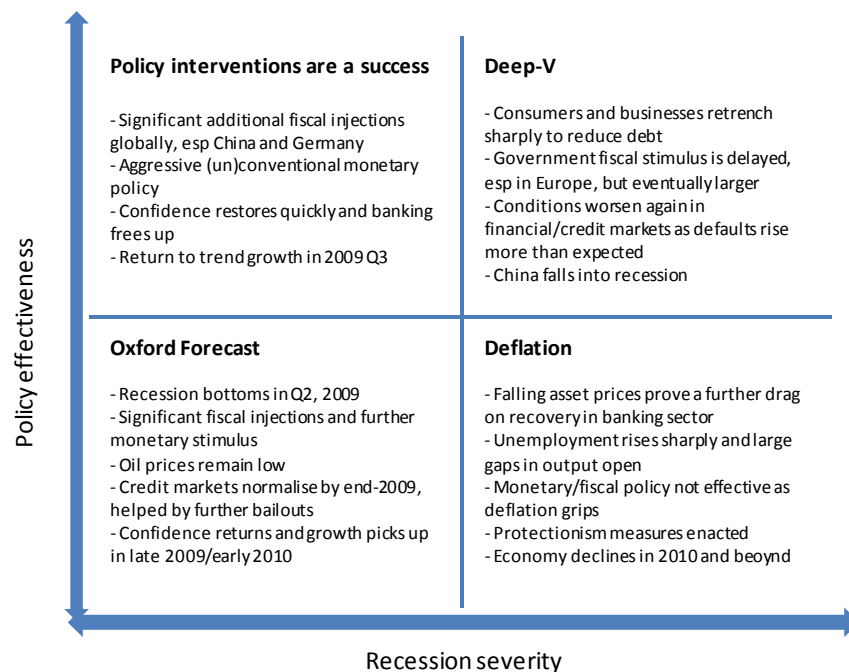 Policy effectiveness
Policy interventions are a success
- Significant additional fiscal injections
globally, esp China and Germany
- Aggressive (un)conventional monetary
policy
- Confidence restores quickly and banking
frees up
- Return to trend growth in 2009 Q3
Deep-V
- Consumers and businesses retrench
sharply to reduce debt
- Government fiscal stimulus is delayed,
esp in Europe, but eventually larger
- Conditions worsen again in
financial/credit markets as defaults rise
more than expected
- China falls into recession
Oxford Forecast
- Recession bottoms in Q2, 2009
- Significant fiscal injections and further
monetary stimulus
- Oil prices remain low
- Credit markets normalise by end-2009,
helped by further bailouts
- Confidence returns and growth picks up
in late 2009/early 2010
Deflation
- Falling asset prices prove a further drag
on recovery in banking sector
- Unemployment rises sharply and large
gaps in output open
- Monetary/fiscal policy not effective as
deflation grips
- Protectionism measures enacted
- Economy declines in 2010 and beoynd
Recession severity